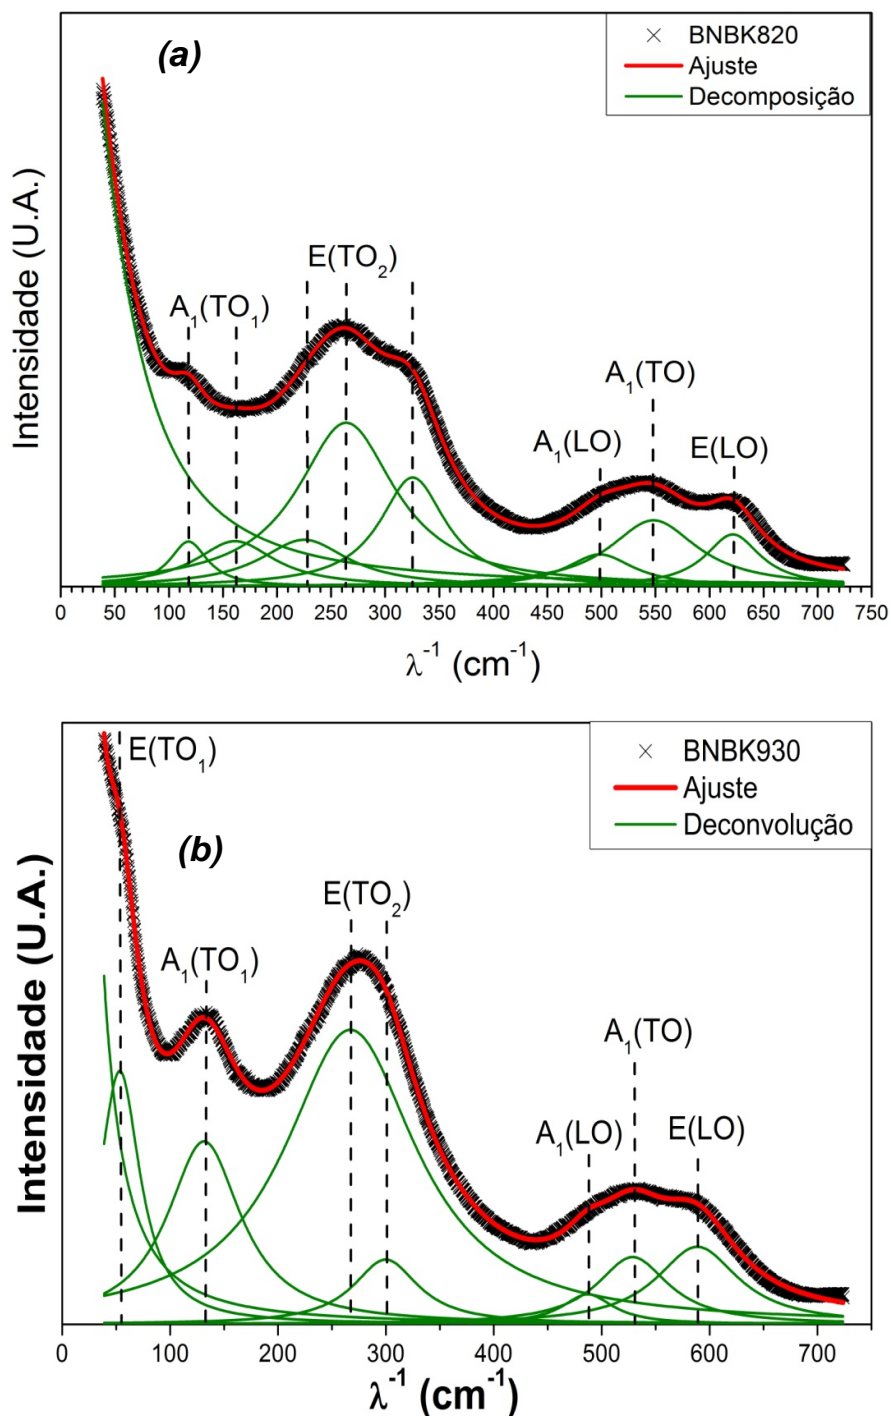 (a)
× BNBK820
Ajuste
Decomposição
Intensidade (U.A.)
A₁(TO₁)
E(TO₂)
A₁(LO)
A₁(TO)
E(LO)
0 50 100 150 200 250 300 350 400 450 500 550 600 650 700 750
λ⁻¹ (cm⁻¹)
(b)
× BNBK930
Ajuste
Deconvolução
Intensidade (U.A.)
E(TO₁)
A₁(TO₁)
E(TO₂)
A₁(LO)
A₁(TO)
E(LO)
0 100 200 300 400 500 600 700
λ⁻¹ (cm⁻¹)